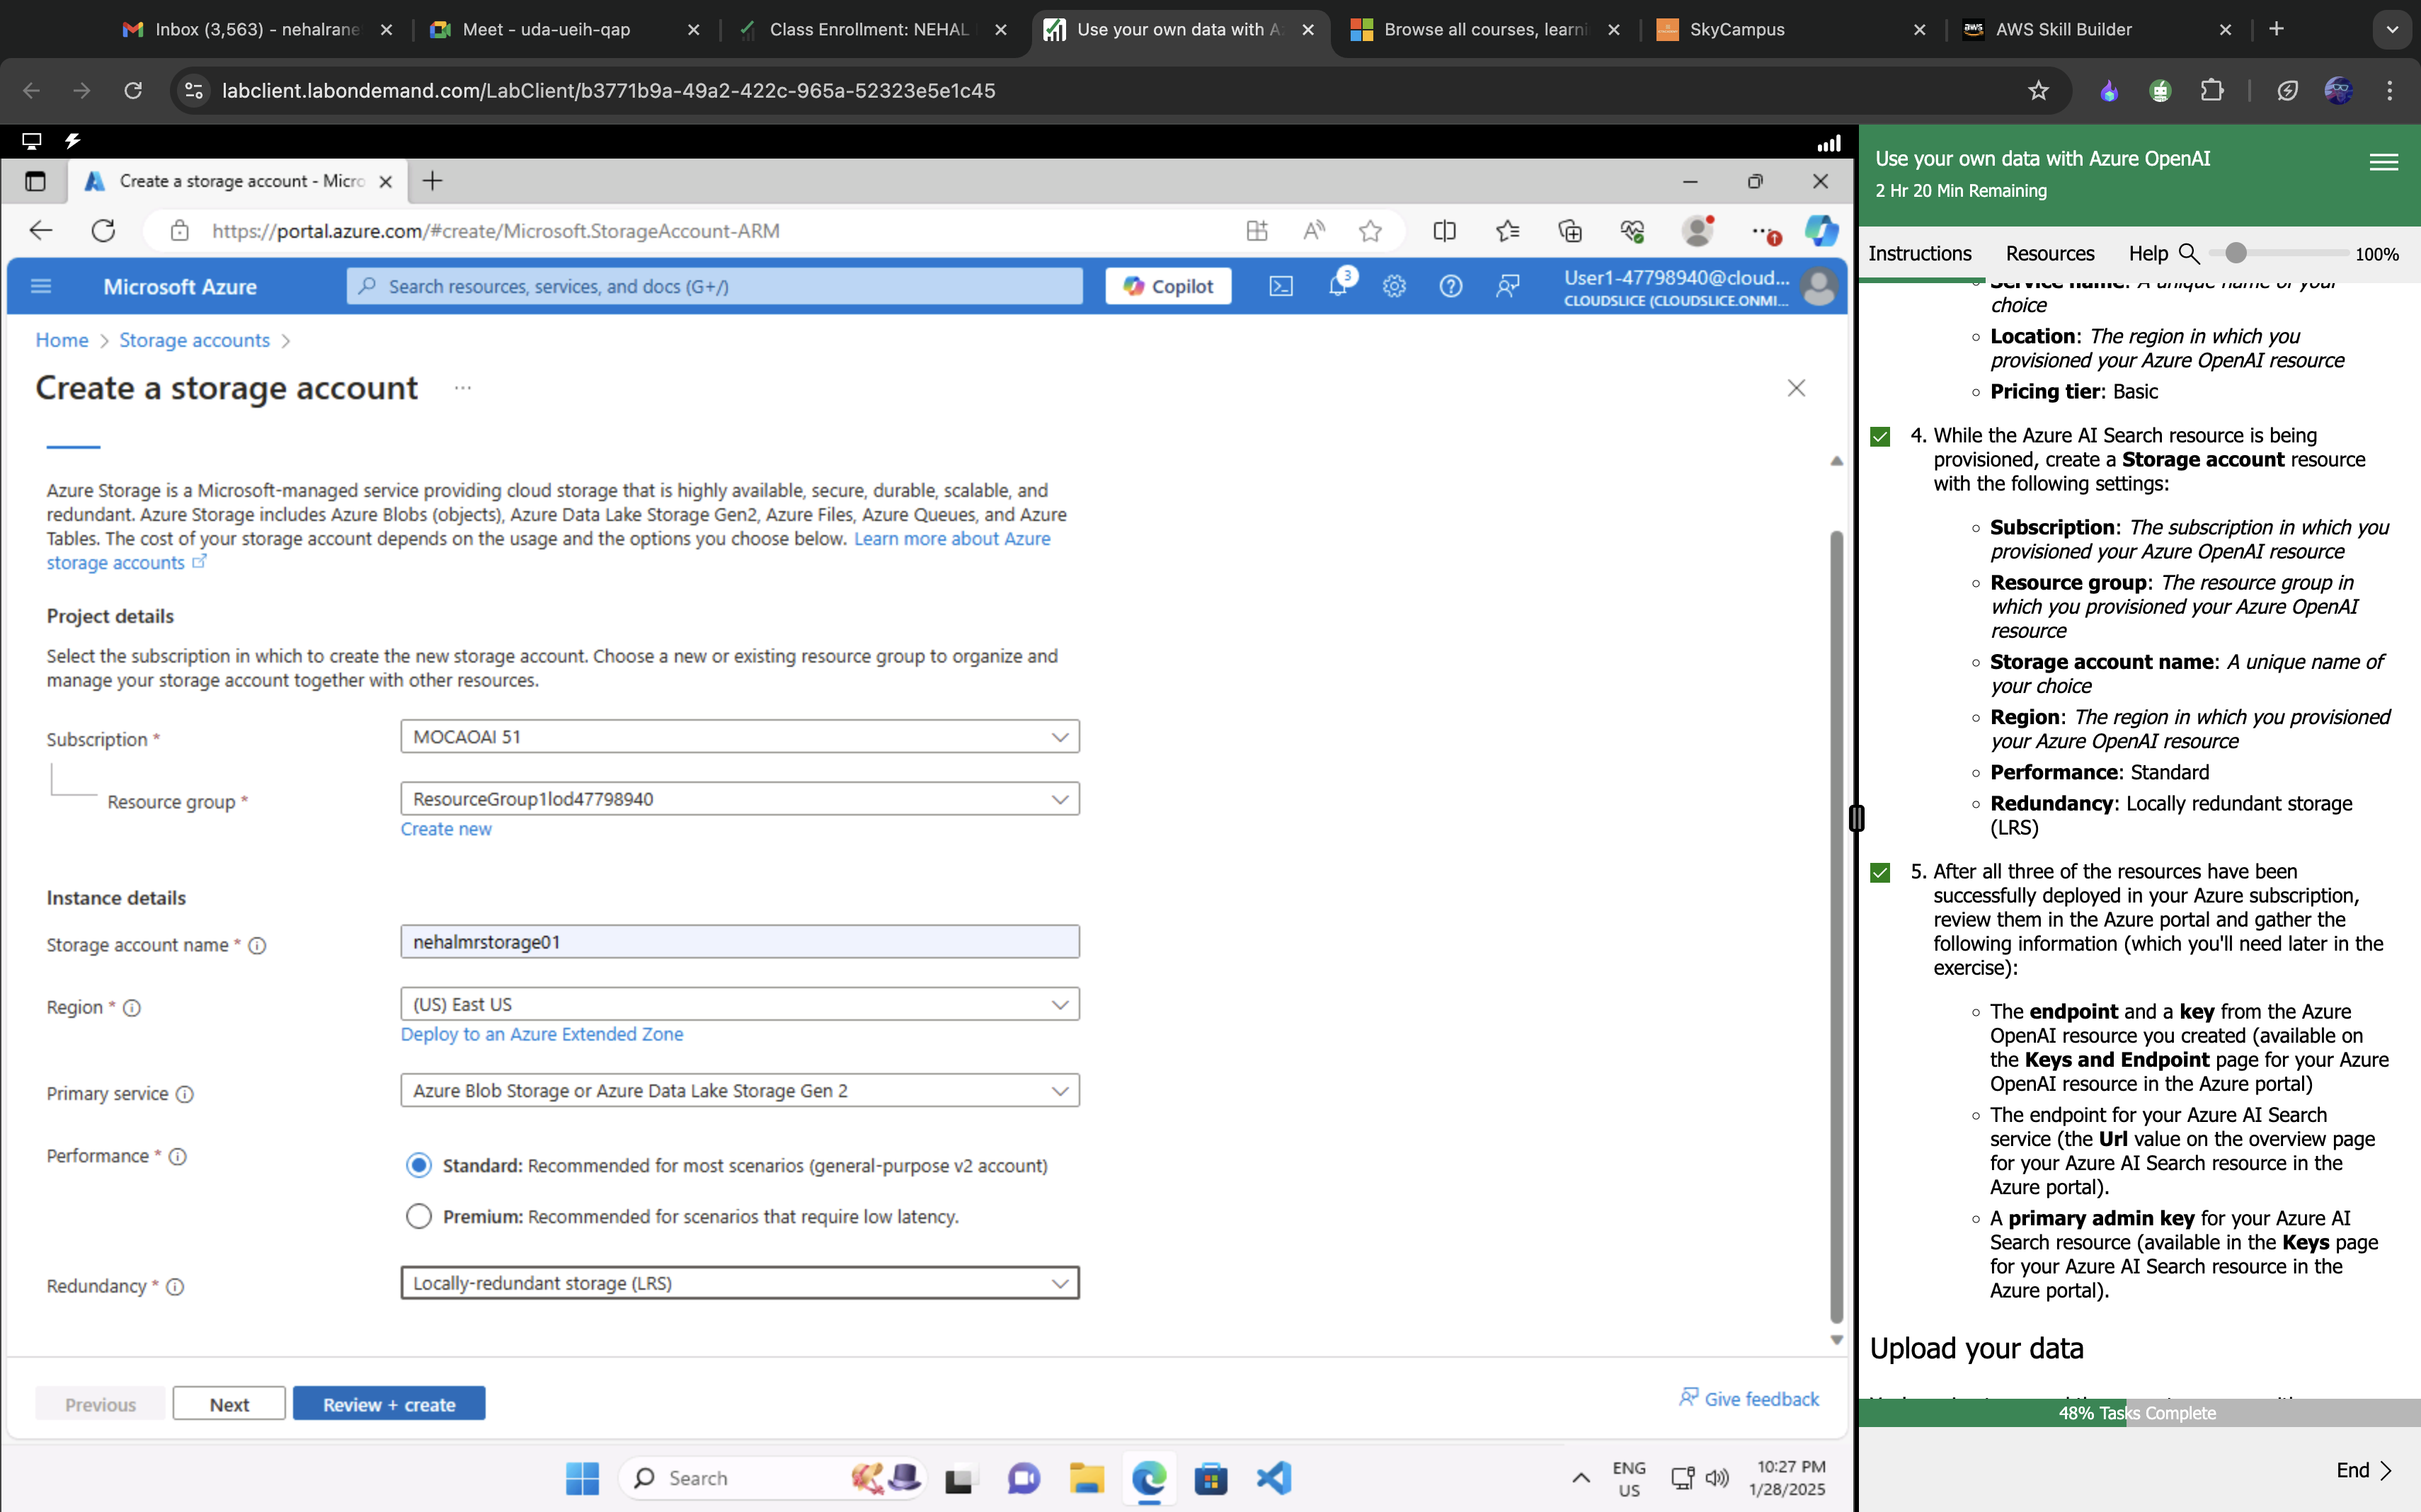 Inbox (3,563) - nehalrane
Meet - uda-ueih-qap
Class Enrollment: NEHAL
Use your own data with A
Browse all courses, learni
SkyCampus
aws
AWS Skill Builder
labclient.labondemand.com/LabClient/b3771b9a-49a2-422c-965a-52323e5e1c45
Create a storage account - Micro
https://portal.azure.com/#create/Microsoft.StorageAccount-ARM
Microsoft Azure
Search resources, services, and docs (G+/)
Copilot
3
User1-47798940@cloud...
CLOUDSLICE (CLOUDSLICE.ONMI...
Home > Storage accounts >
Create a storage account ...
Azure Storage is a Microsoft-managed service providing cloud storage that is highly available, secure, durable, scalable, and
redundant. Azure Storage includes Azure Blobs (objects), Azure Data Lake Storage Gen2, Azure Files, Azure Queues, and Azure
Tables. The cost of your storage account depends on the usage and the options you choose below. Learn more about Azure
storage accounts
Project details
Select the subscription in which to create the new storage account. Choose a new or existing resource group to organize and
manage your storage account together with other resources.
Subscription *
MOCAOAI 51
Resource group *
ResourceGroup1lod47798940
Create new
Instance details
Storage account name *
nehalmrstorage01
Region *
(US) East US
Deploy to an Azure Extended Zone
Primary service
Azure Blob Storage or Azure Data Lake Storage Gen 2
Performance *
Standard: Recommended for most scenarios (general-purpose v2 account)
Premium: Recommended for scenarios that require low latency.
Redundancy *
Locally-redundant storage (LRS)
Previous
Next
Review + create
Give feedback
Search
ENG
US
10:27 PM
1/28/2025
Use your own data with Azure OpenAI
2 Hr 20 Min Remaining
Instructions
Resources
Help
100%
Service name: A unique name of your
choice
Location: The region in which you
provisioned your Azure OpenAI resource
Pricing tier: Basic
4. While the Azure AI Search resource is being
provisioned, create a Storage account resource
with the following settings:
Subscription: The subscription in which you
provisioned your Azure OpenAI resource
Resource group: The resource group in
which you provisioned your Azure OpenAI
resource
Storage account name: A unique name of
your choice
Region: The region in which you provisioned
your Azure OpenAI resource
Performance: Standard
Redundancy: Locally redundant storage
(LRS)
5. After all three of the resources have been
successfully deployed in your Azure subscription,
review them in the Azure portal and gather the
following information (which you'll need later in the
exercise):
The endpoint and a key from the Azure
OpenAI resource you created (available on
the Keys and Endpoint page for your Azure
OpenAI resource in the Azure portal)
The endpoint for your Azure AI Search
service (the Url value on the overview page
for your Azure AI Search resource in the
Azure portal).
A primary admin key for your Azure AI
Search resource (available in the Keys page
for your Azure AI Search resource in the
Azure portal).
Upload your data
48% Tasks Complete
End